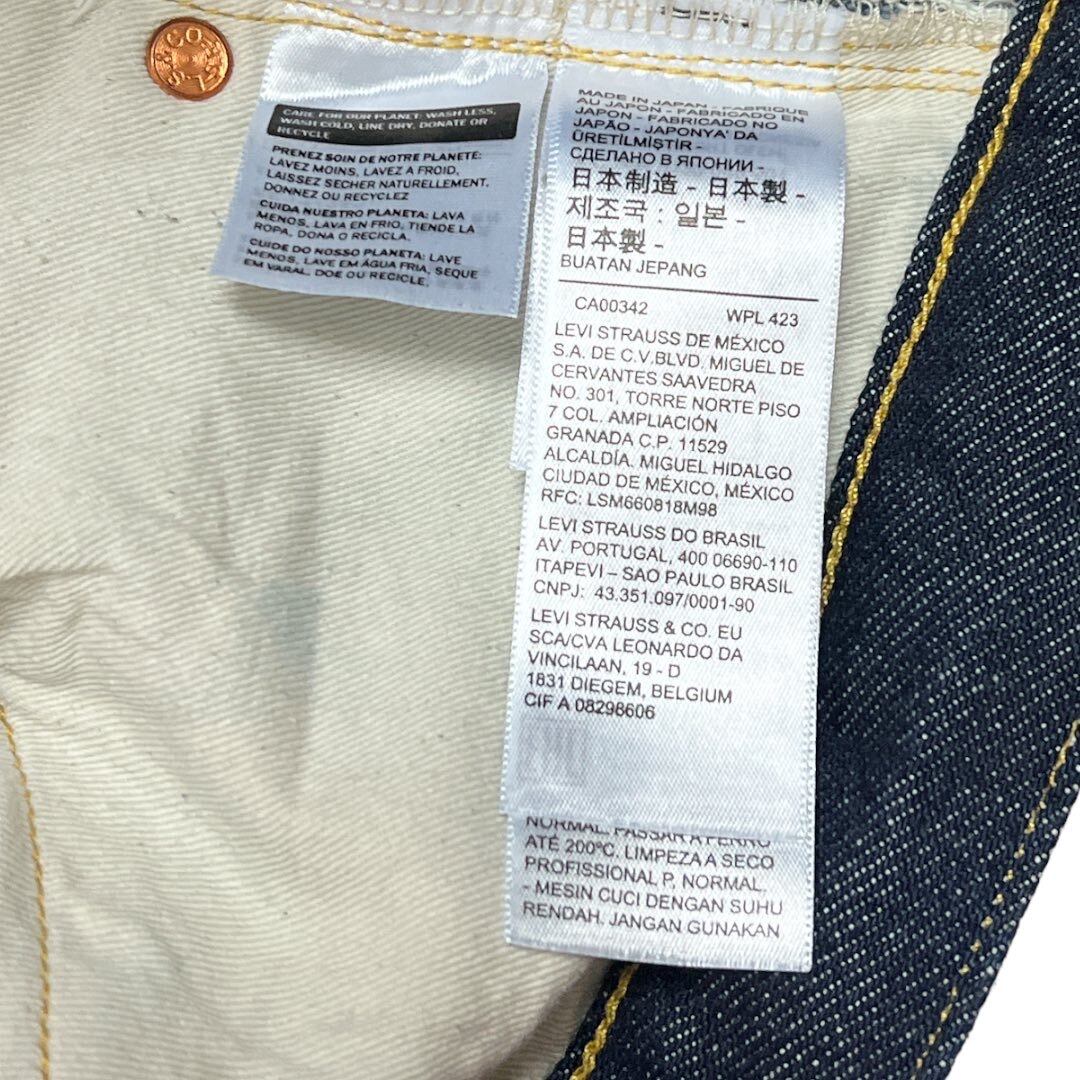 CO
CARE FOR OUR PLANET: WASH LESS,
WASH COLD, LINE DRY, DONATE OR
RECYCLE
PRENEZ SOIN DE NOTRE PLANETE:
LAVEZ MOINS, LAVEZ A FROID,
LAISSEZ SECHER NATURELLEMENT,
DONNEZ OU RECYCLEZ
CUIDA NUESTRO PLANETA: LAVA
MENOS, LAVA EN FRIO, TIENDE LA
ROPA, DONA O RECICLA.
CUIDE DO NOSSO PLANETA: LAVE
MENOS, LAVE EM ÁGUA FRIA, SEQUE
EM VARAL, DOE OU RECICLE.
MADE IN JAPAN - FABRIQUE
AU JAPON - FABRICADO EN
JAPON - FABRICADO NO
JAPÃO - JAPONYA' DA
ÜRETİLMİŞTİR -
СДЕЛАНО В ЯПОНИИ -
日本制造 - 日本製 -
제조국 : 일본 -
日本製 -
BUATAN JEPANG
CA00342 WPL 423
LEVI STRAUSS DE MÉXICO
S.A. DE C.V.BLVD. MIGUEL DE
CERVANTES SAAVEDRA
NO. 301, TORRE NORTE PISO
7 COL. AMPLIACIÓN
GRANADA C.P. 11529
ALCALDÍA. MIGUEL HIDALGO
CIUDAD DE MÉXICO, MÉXICO
RFC: LSM660818M98
LEVI STRAUSS DO BRASIL
AV. PORTUGAL, 400 06690-110
ITAPEVI – SAO PAULO BRASIL
CNPJ: 43.351.097/0001-90
LEVI STRAUSS & CO. EU
SCA/CVA LEONARDO DA
VINCILAAN, 19 - D
1831 DIEGEM, BELGIUM
CIF A 08298606
NORMAL. PASSAR A FERRO
ATÉ 200ºC. LIMPEZA A SECO
PROFISSIONAL P, NORMAL.
- MESIN CUCI DENGAN SUHU
RENDAH. JANGAN GUNAKAN